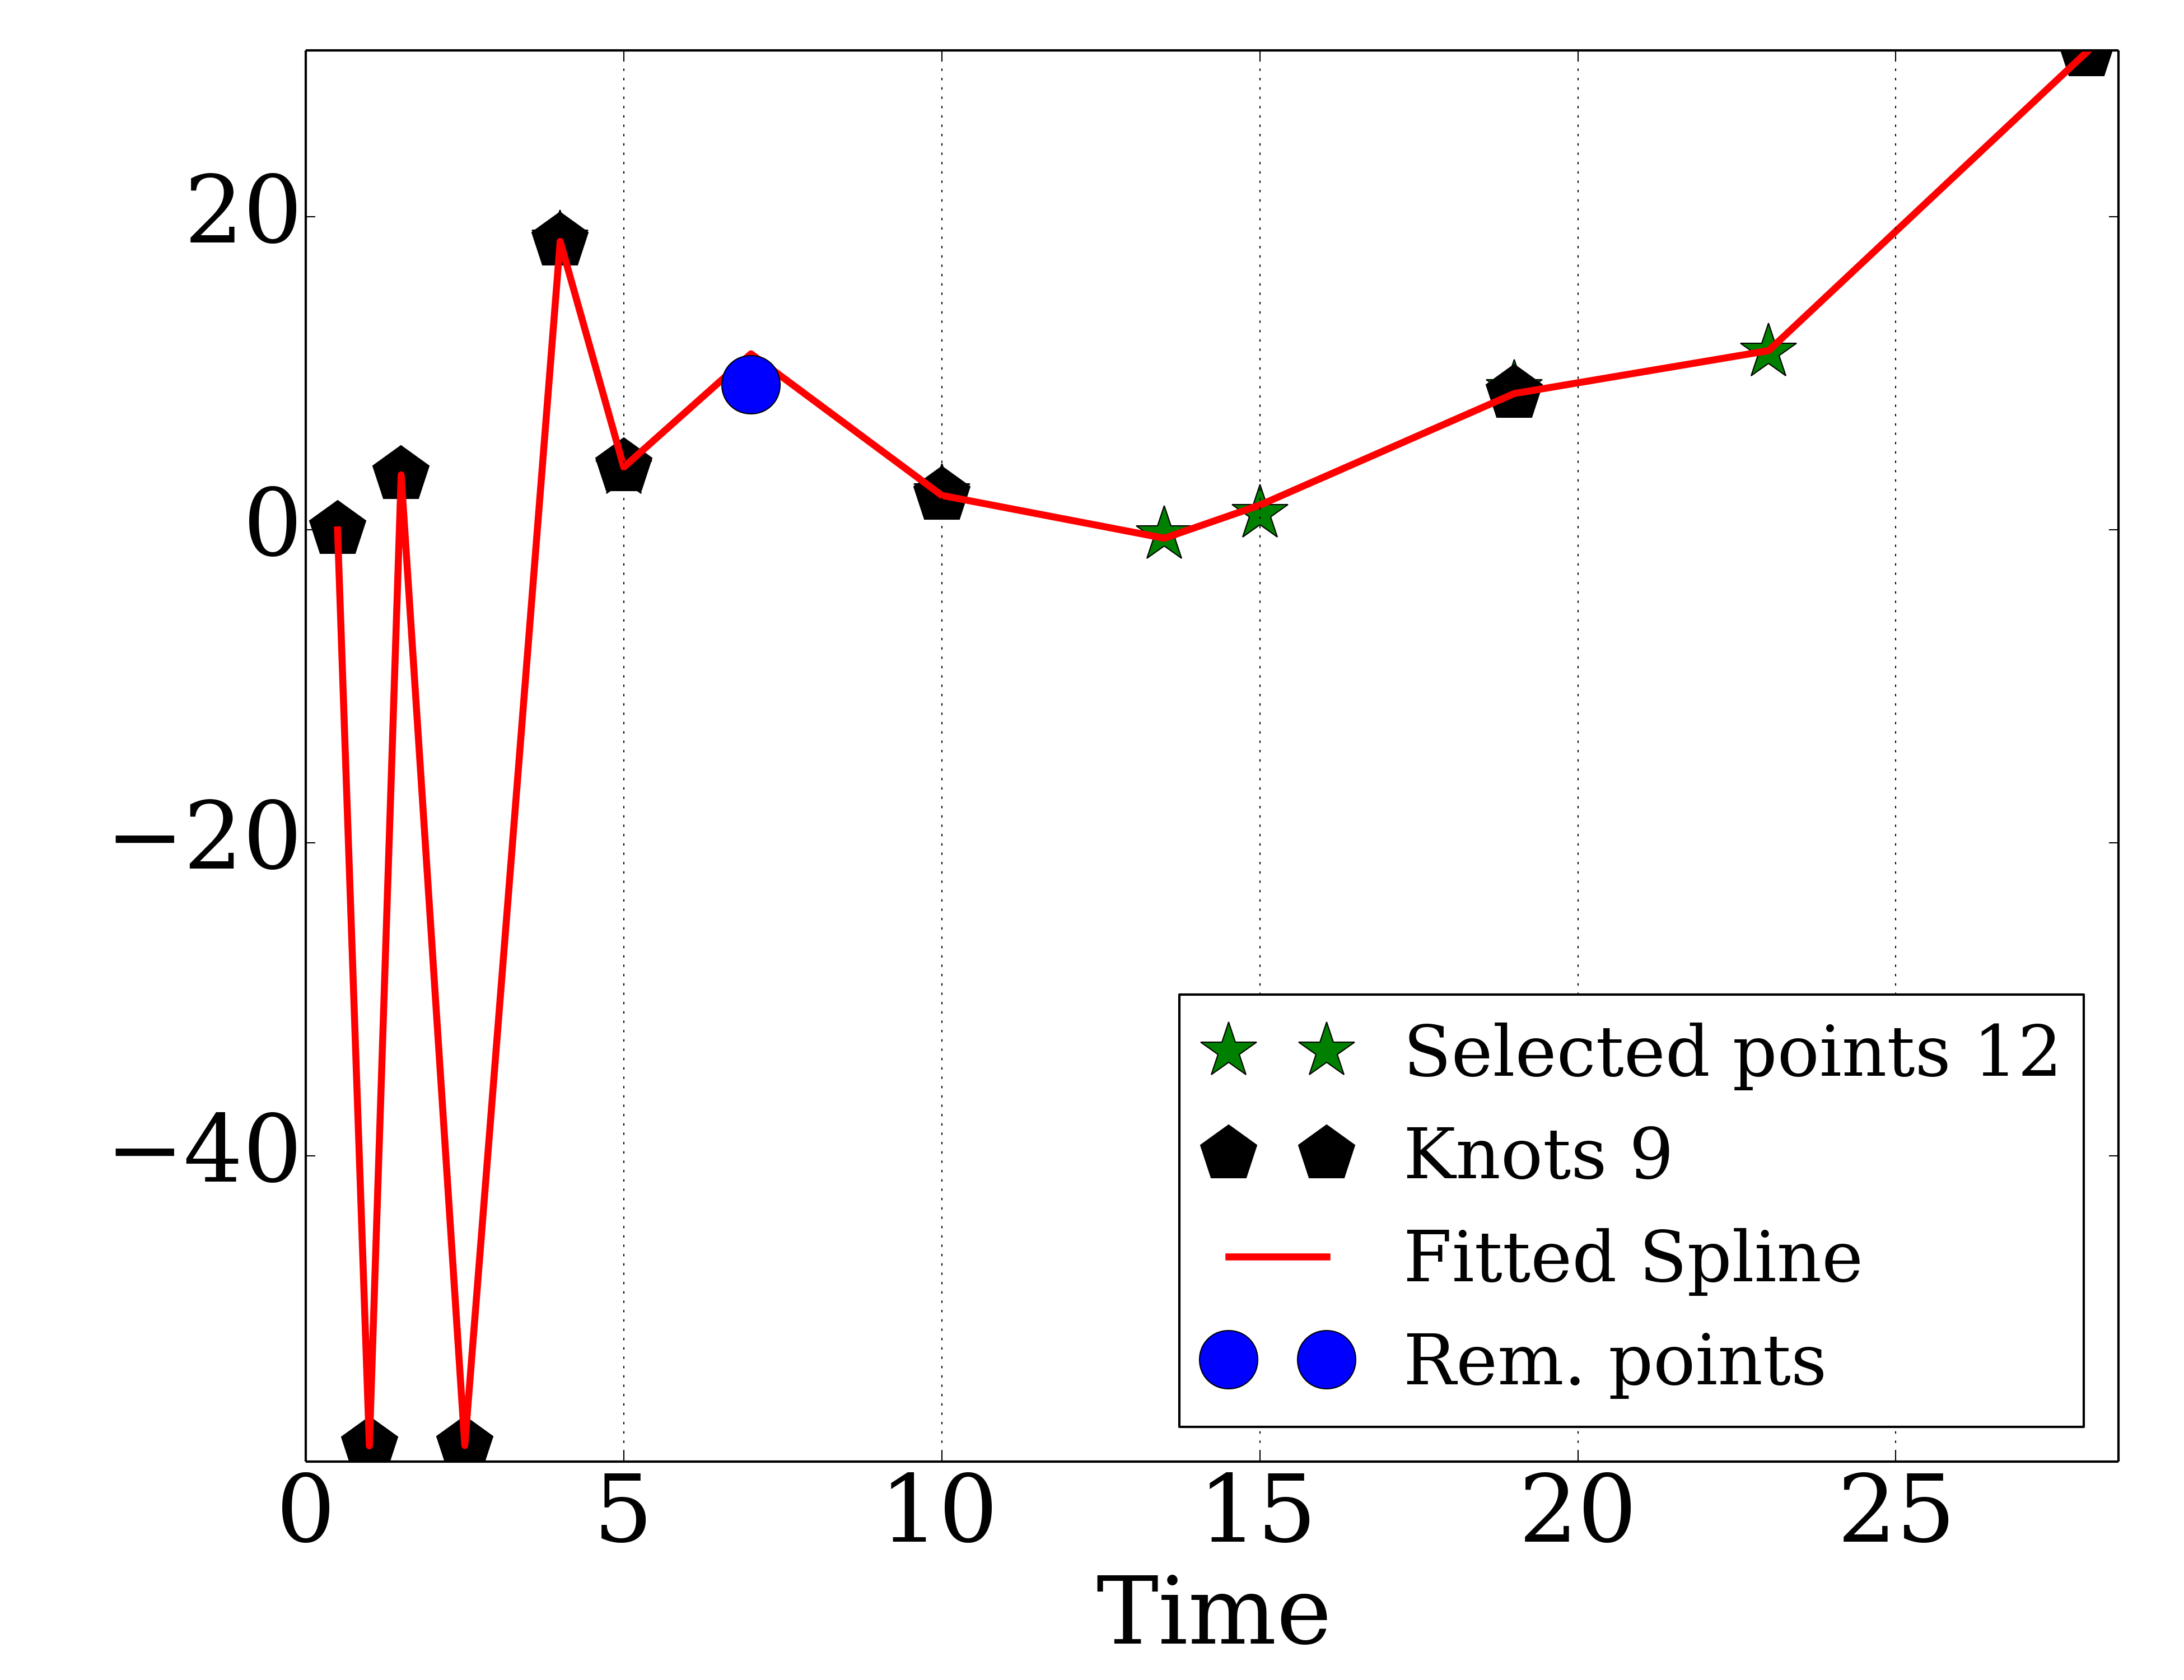 20
0
−20
−40
Selected points 12
Knots 9
Fitted Spline
Rem. points
0 5 10 15 20 25
Time